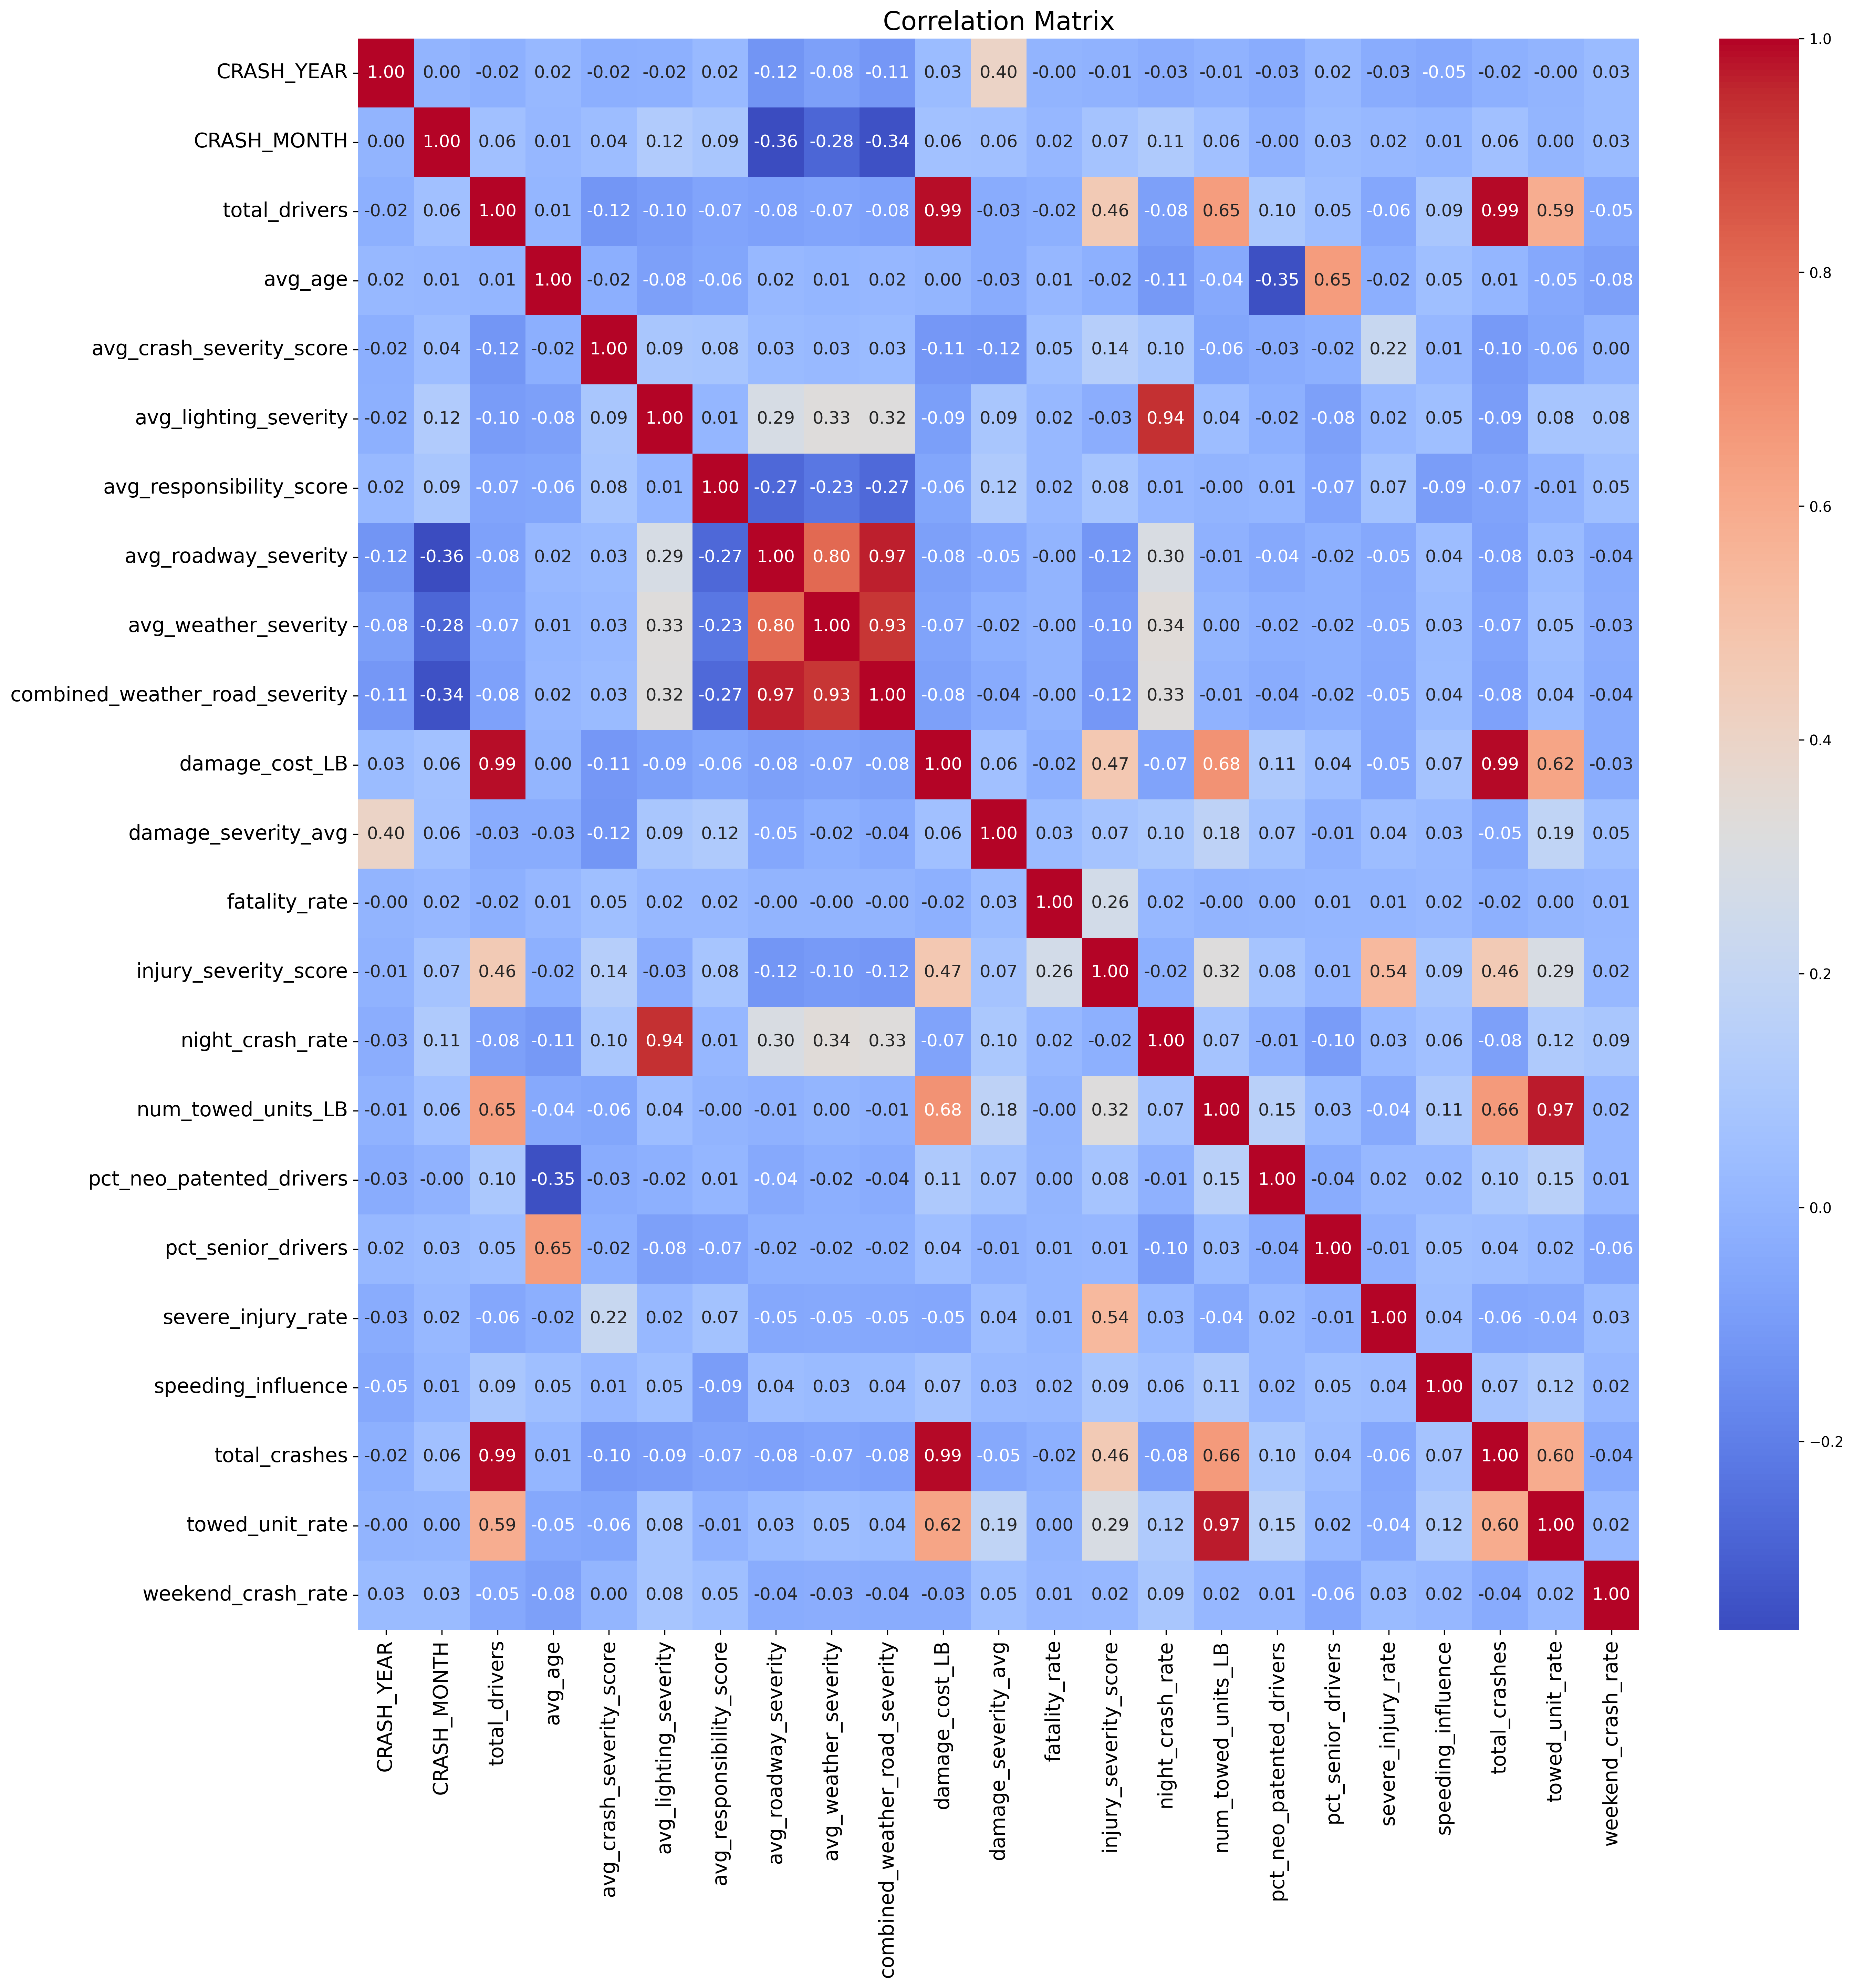 Correlation Matrix
CRASH_YEAR 1.00 0.00 -0.02 0.02 -0.02 -0.02 0.02 -0.12 -0.08 -0.11 0.03 0.40 -0.00 -0.01 -0.03 -0.01 -0.03 0.02 -0.03 -0.05 -0.02 -0.00 0.03
CRASH_MONTH 0.00 1.00 0.06 0.01 0.04 0.12 0.09 -0.36 -0.28 -0.34 0.06 0.06 0.02 0.07 0.11 0.06 -0.00 0.03 0.02 0.01 0.06 0.00 0.03
total_drivers -0.02 0.06 1.00 0.01 -0.12 -0.10 -0.07 -0.08 -0.07 -0.08 0.99 -0.03 -0.02 0.46 -0.08 0.65 0.10 0.05 -0.06 0.09 0.99 0.59 -0.05
avg_age 0.02 0.01 0.01 1.00 -0.02 -0.08 -0.06 0.02 0.01 0.02 0.00 -0.03 0.01 -0.02 -0.11 -0.04 -0.35 0.65 -0.02 0.05 0.01 -0.05 -0.08
avg_crash_severity_score -0.02 0.04 -0.12 -0.02 1.00 0.09 0.08 0.03 0.03 0.03 -0.11 -0.12 0.05 0.14 0.10 -0.06 -0.03 -0.02 0.22 0.01 -0.10 -0.06 0.00
avg_lighting_severity -0.02 0.12 -0.10 -0.08 0.09 1.00 0.01 0.29 0.33 0.32 -0.09 0.09 0.02 -0.03 0.94 0.04 -0.02 -0.08 0.02 0.05 -0.09 0.08 0.08
avg_responsibility_score 0.02 0.09 -0.07 -0.06 0.08 0.01 1.00 -0.27 -0.23 -0.27 -0.06 0.12 0.02 0.08 0.01 -0.00 0.01 -0.07 0.07 -0.09 -0.07 -0.01 0.05
avg_roadway_severity -0.12 -0.36 -0.08 0.02 0.03 0.29 -0.27 1.00 0.80 0.97 -0.08 -0.05 -0.00 -0.12 0.30 -0.01 -0.04 -0.02 -0.05 0.04 -0.08 0.03 -0.04
avg_weather_severity -0.08 -0.28 -0.07 0.01 0.03 0.33 -0.23 0.80 1.00 0.93 -0.07 -0.02 -0.00 -0.10 0.34 0.00 -0.02 -0.02 -0.05 0.03 -0.07 0.05 -0.03
combined_weather_road_severity -0.11 -0.34 -0.08 0.02 0.03 0.32 -0.27 0.97 0.93 1.00 -0.08 -0.04 -0.00 -0.12 0.33 -0.01 -0.04 -0.02 -0.05 0.04 -0.08 0.04 -0.04
damage_cost_LB 0.03 0.06 0.99 0.00 -0.11 -0.09 -0.06 -0.08 -0.07 -0.08 1.00 0.06 -0.02 0.47 -0.07 0.68 0.11 0.04 -0.05 0.07 0.99 0.62 -0.03
damage_severity_avg 0.40 0.06 -0.03 -0.03 -0.12 0.09 0.12 -0.05 -0.02 -0.04 0.06 1.00 0.03 0.07 0.10 0.18 0.07 -0.01 0.04 0.03 -0.05 0.19 0.05
fatality_rate -0.00 0.02 -0.02 0.01 0.05 0.02 0.02 -0.00 -0.00 -0.00 -0.02 0.03 1.00 0.26 0.02 -0.00 0.00 0.01 0.01 0.02 -0.02 0.00 0.01
injury_severity_score -0.01 0.07 0.46 -0.02 0.14 -0.03 0.08 -0.12 -0.10 -0.12 0.47 0.07 0.26 1.00 -0.02 0.32 0.08 0.01 0.54 0.09 0.46 0.29 0.02
night_crash_rate -0.03 0.11 -0.08 -0.11 0.10 0.94 0.01 0.30 0.34 0.33 -0.07 0.10 0.02 -0.02 1.00 0.07 -0.01 -0.10 0.03 0.06 -0.08 0.12 0.09
num_towed_units_LB -0.01 0.06 0.65 -0.04 -0.06 0.04 -0.00 -0.01 0.00 -0.01 0.68 0.18 -0.00 0.32 0.07 1.00 0.15 0.03 -0.04 0.11 0.66 0.97 0.02
pct_neo_patented_drivers -0.03 -0.00 0.10 -0.35 -0.03 -0.02 0.01 -0.04 -0.02 -0.04 0.11 0.07 0.00 0.08 -0.01 0.15 1.00 -0.04 0.02 0.02 0.10 0.15 0.01
pct_senior_drivers 0.02 0.03 0.05 0.65 -0.02 -0.08 -0.07 -0.02 -0.02 -0.02 0.04 -0.01 0.01 0.01 -0.10 0.03 -0.04 1.00 -0.01 0.05 0.04 0.02 -0.06
severe_injury_rate -0.03 0.02 -0.06 -0.02 0.22 0.02 0.07 -0.05 -0.05 -0.05 -0.05 0.04 0.01 0.54 0.03 -0.04 0.02 -0.01 1.00 0.04 -0.06 -0.04 0.03
speeding_influence -0.05 0.01 0.09 0.05 0.01 0.05 -0.09 0.04 0.03 0.04 0.07 0.03 0.02 0.09 0.06 0.11 0.02 0.05 0.04 1.00 0.07 0.12 0.02
total_crashes -0.02 0.06 0.99 0.01 -0.10 -0.09 -0.07 -0.08 -0.07 -0.08 0.99 -0.05 -0.02 0.46 -0.08 0.66 0.10 0.04 -0.06 0.07 1.00 0.60 -0.04
towed_unit_rate -0.00 0.00 0.59 -0.05 -0.06 0.08 -0.01 0.03 0.05 0.04 0.62 0.19 0.00 0.29 0.12 0.97 0.15 0.02 -0.04 0.12 0.60 1.00 0.02
weekend_crash_rate 0.03 0.03 -0.05 -0.08 0.00 0.08 0.05 -0.04 -0.03 -0.04 -0.03 0.05 0.01 0.02 0.09 0.02 0.01 -0.06 0.03 0.02 -0.04 0.02 1.00
CRASH_YEAR
CRASH_MONTH
total_drivers
avg_age
avg_crash_severity_score
avg_lighting_severity
avg_responsibility_score
avg_roadway_severity
avg_weather_severity
combined_weather_road_severity
damage_cost_LB
damage_severity_avg
fatality_rate
injury_severity_score
night_crash_rate
num_towed_units_LB
pct_neo_patented_drivers
pct_senior_drivers
severe_injury_rate
speeding_influence
total_crashes
towed_unit_rate
weekend_crash_rate
1.0
0.8
0.6
0.4
0.2
0.0
−0.2